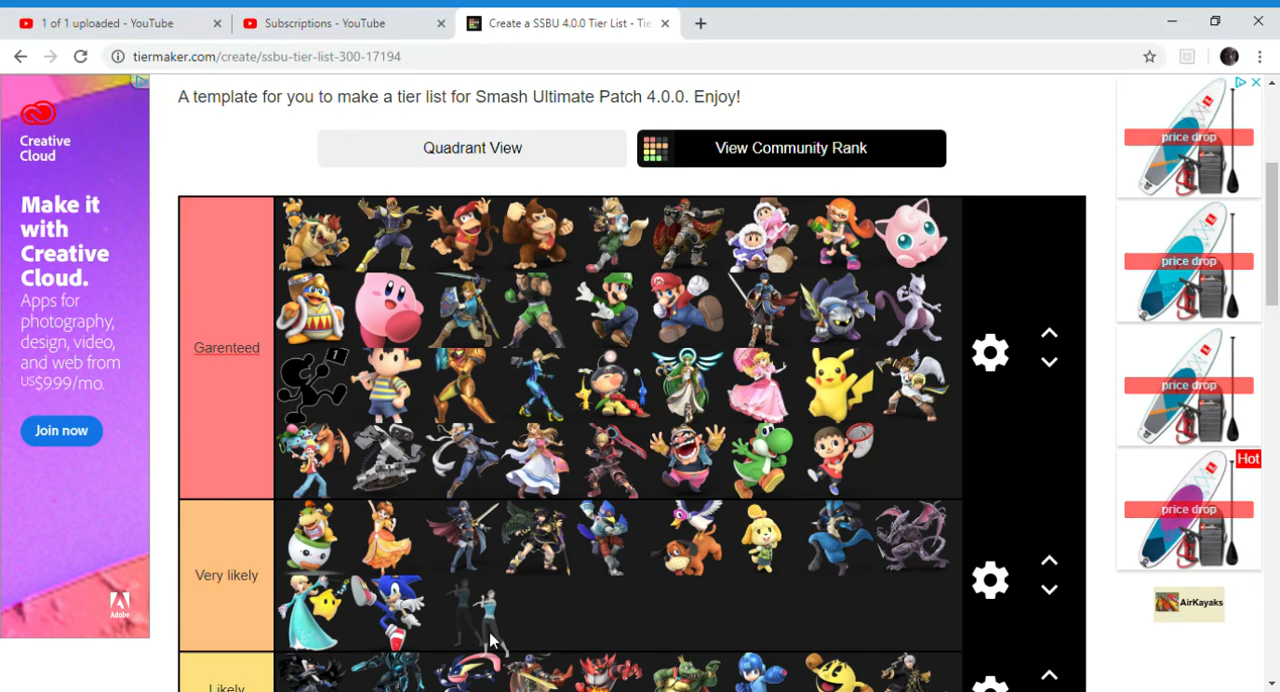 1 of 1 uploaded - YouTube
Subscriptions - YouTube
Create a SSBU 4.0.0 Tier List - Tie
tiermaker.com/create/ssbu-tier-list-300-17194
Creative
Cloud
Make it
with
Creative
Cloud.
Apps for
photography,
design, video,
and web from
US$9.99/mo.
Join now
Adobe
A template for you to make a tier list for Smash Ultimate Patch 4.0.0. Enjoy!
Quadrant View
View Community Rank
Garenteed
1
Very likely
Likely
price drop
price drop
price drop
Hot
price drop
AirKayaks